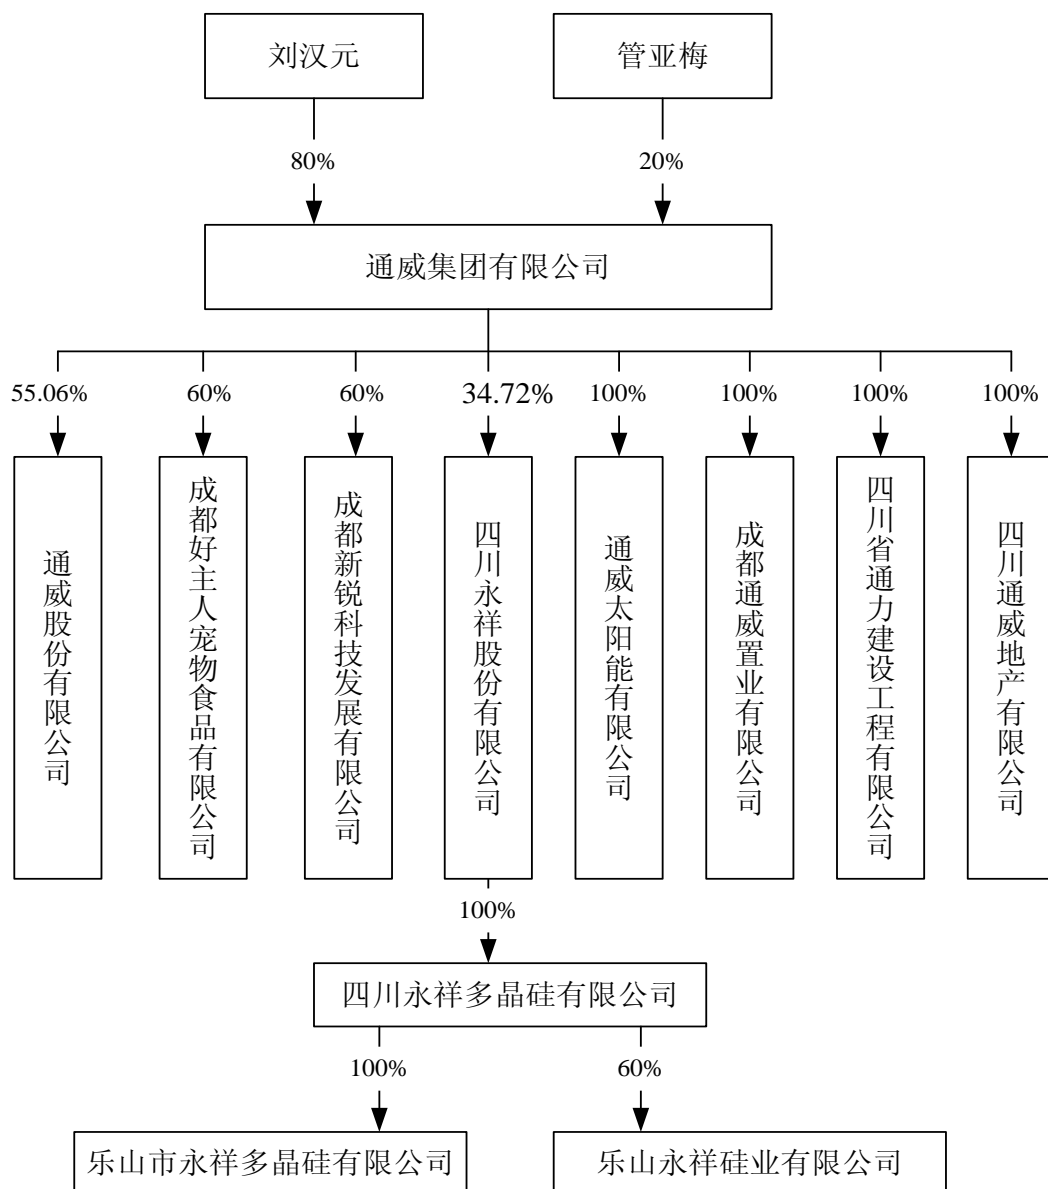 刘汉元
管亚梅
80%
20%
通威集团有限公司
55.06%
60%
60%
34.72%
100%
100%
100%
100%
通威股份有限公司
成都好主人宠物食品有限公司
成都新锐科技发展有限公司
四川永祥股份有限公司
通威太阳能有限公司
成都通威置业有限公司
四川省通力建设工程有限公司
四川通威地产有限公司
100%
四川永祥多晶硅有限公司
100%
60%
乐山市永祥多晶硅有限公司
乐山永祥硅业有限公司